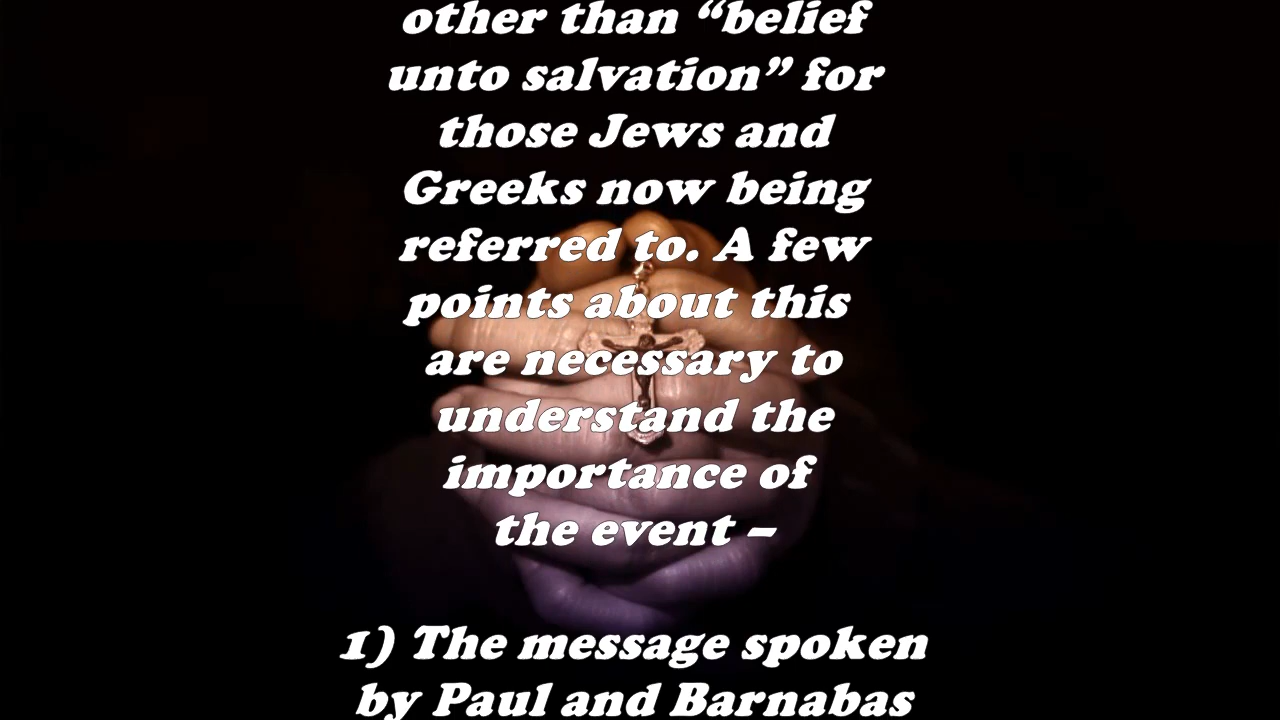 other than “belief
unto salvation” for
those Jews and
Greeks now being
referred to. A few
points about this
are necessary to
understand the
importance of
the event –
1) The message spoken
by Paul and Barnabas